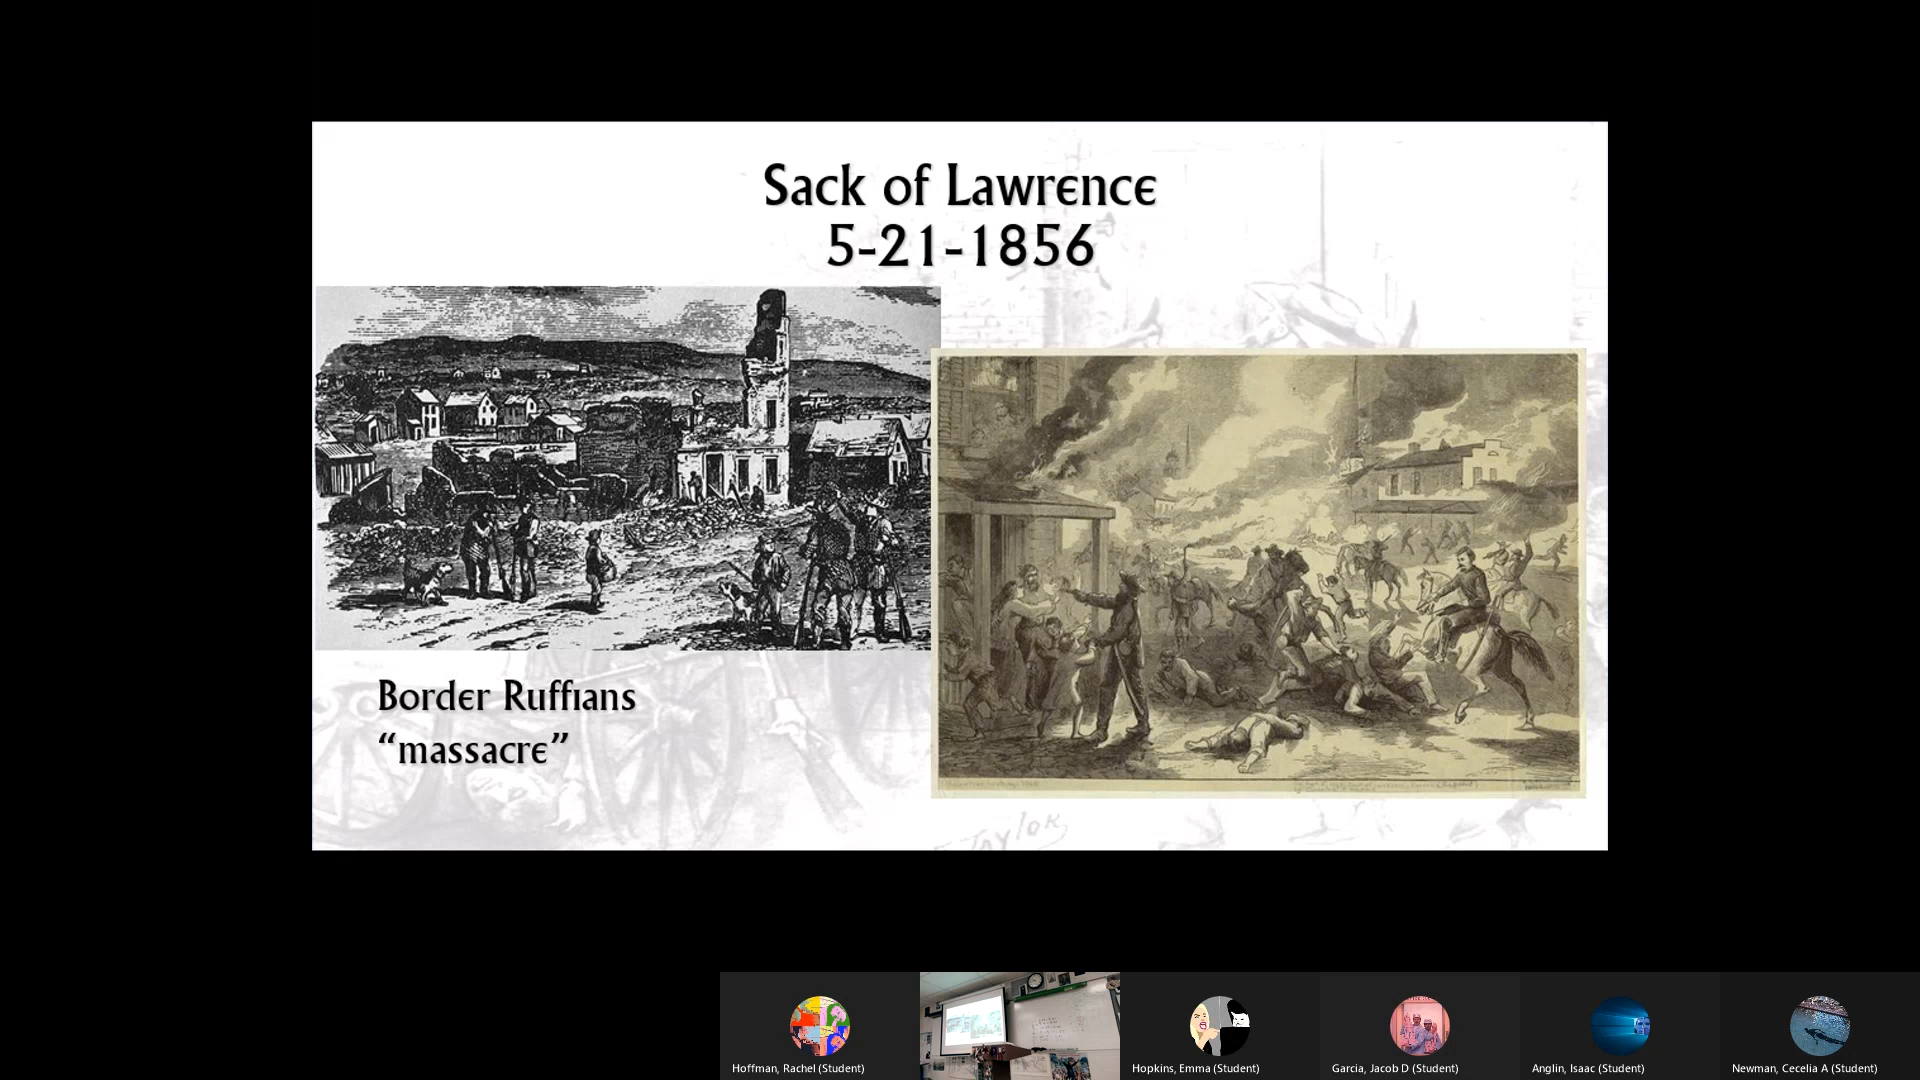 Sack of Lawrence
5-21-1856
Border Ruffians
“massacre”
Taylor
Hoffman, Rachel (Student)
Hopkins, Emma (Student)
Garcia, Jacob D (Student)
Anglin, Isaac (Student)
Newman, Cecelia A (Student)